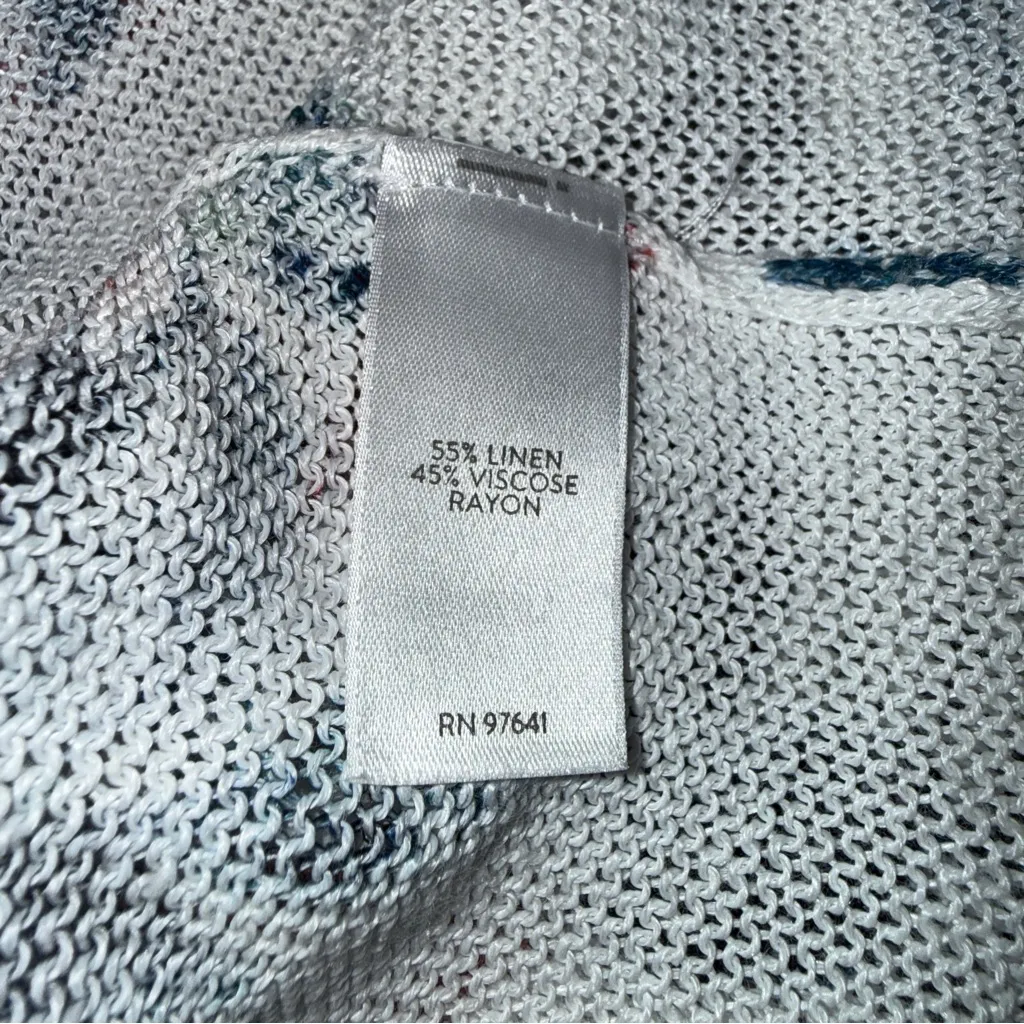 55% LINEN
45% VISCOSE
RAYON
RN 97641